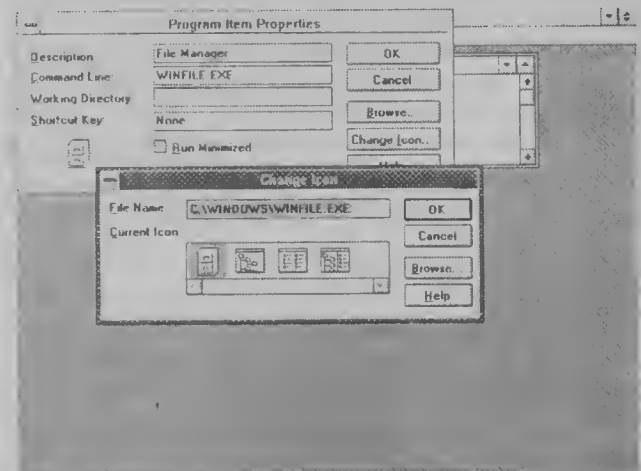 Program Item Properties
Description
File Manager
OK
Command Line:
WINFILE.EXE
Cancel
Working Directory
Browse..
Shortcut Key:
None
Run Minimized
Change Icon..
Help
Change Icon
File Name
C:\WINDOWS\WINFILE.EXE
OK
Current Icon
Cancel
Browse...
Help